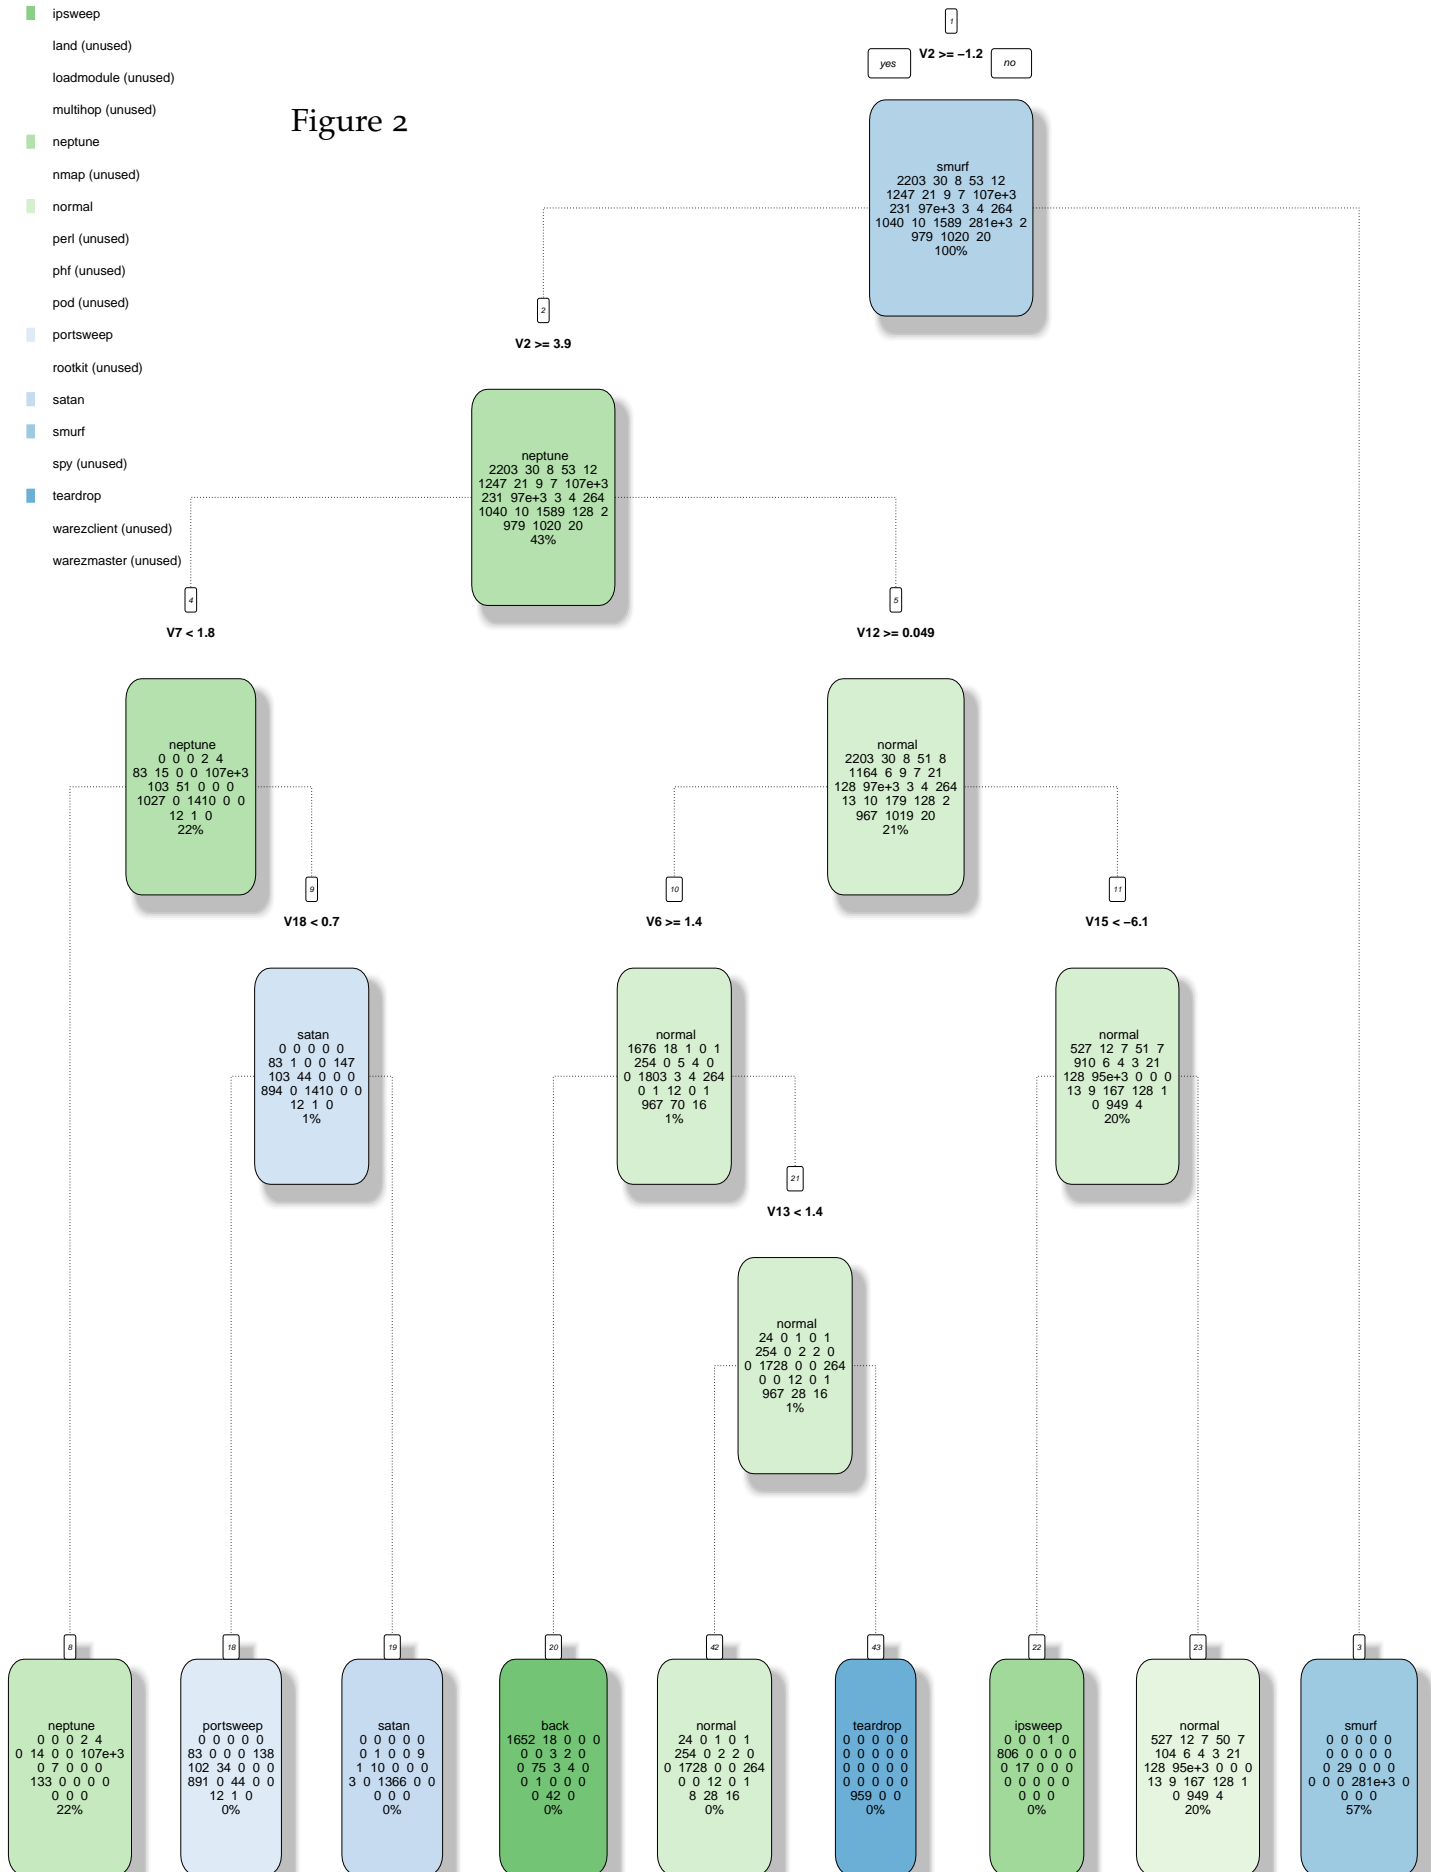 ipsweep
land (unused)
loadmodule (unused)
multihop (unused)
neptune
nmap (unused)
normal
perl (unused)
phf (unused)
pod (unused)
portsweep
rootkit (unused)
satan
smurf
spy (unused)
teardrop
warezclient (unused)
warezmaster (unused)
Figure 2
1
V2 >= −1.2
yes
no
smurf
2203 30 8 53 12
1247 21 9 7 107e+3
231 97e+3 3 4 264
1040 10 1589 281e+3 2
979 1020 20
100%
2
V2 >= 3.9
neptune
2203 30 8 53 12
1247 21 9 7 107e+3
231 97e+3 3 4 264
1040 10 1589 128 2
979 1020 20
43%
4
V7 < 1.8
neptune
0 0 0 2 4
83 15 0 0 107e+3
103 51 0 0 0
1027 0 1410 0 0
12 1 0
22%
5
V12 >= 0.049
normal
2203 30 8 51 8
1164 6 9 7 21
128 97e+3 3 4 264
13 10 179 128 2
967 1019 20
21%
9
V18 < 0.7
satan
0 0 0 0 0
83 1 0 0 147
103 44 0 0 0
894 0 1410 0 0
12 1 0
1%
10
V6 >= 1.4
normal
1676 18 1 0 1
254 0 5 4 0
0 1803 3 4 264
0 1 12 0 1
967 70 16
1%
11
V15 < −6.1
normal
527 12 7 51 7
910 6 4 3 21
128 95e+3 0 0 0
13 9 167 128 1
0 949 4
20%
21
V13 < 1.4
normal
24 0 1 0 1
254 0 2 2 0
0 1728 0 0 264
0 0 12 0 1
967 28 16
1%
8
neptune
0 0 0 2 4
0 14 0 0 107e+3
0 7 0 0 0
133 0 0 0 0
0 0 0
22%
18
portsweep
0 0 0 0 0
83 0 0 0 138
102 34 0 0 0
891 0 44 0 0
12 1 0
0%
19
satan
0 0 0 0 0
0 1 0 0 9
1 10 0 0 0
3 0 1366 0 0
0 0 0
0%
20
back
1652 18 0 0 0
0 0 3 2 0
0 75 3 4 0
0 1 0 0 0
0 42 0
0%
42
normal
24 0 1 0 1
254 0 2 2 0
0 1728 0 0 264
0 0 12 0 1
8 28 16
0%
43
teardrop
0 0 0 0 0
0 0 0 0 0
0 0 0 0 0
0 0 0 0 0
959 0 0
0%
22
ipsweep
0 0 0 1 0
806 0 0 0 0
0 17 0 0 0
0 0 0 0 0
0 0 0
0%
23
normal
527 12 7 50 7
104 6 4 3 21
128 95e+3 0 0 0
13 9 167 128 1
0 949 4
20%
3
smurf
0 0 0 0 0
0 0 0 0 0
0 29 0 0 0
0 0 0 281e+3 0
0 0 0
57%